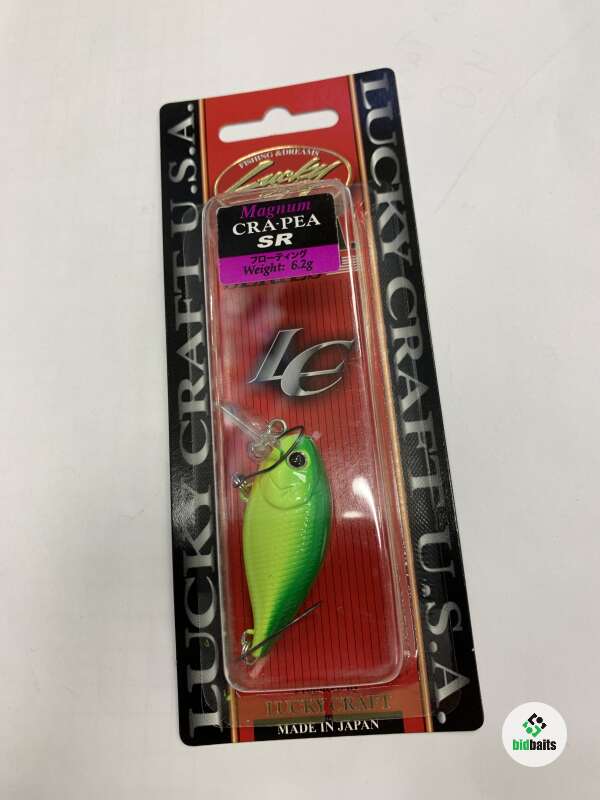 LUCKY CRAFT U.S.A.
FISHING & DREAMS
Lucky
Magnum
CRA-PEA
SR
フローティング
Weight: 6.2g
LC
LUCKY CRAFT
MADE IN JAPAN
LUCKY CRAFT U.S.A.
bidbaits